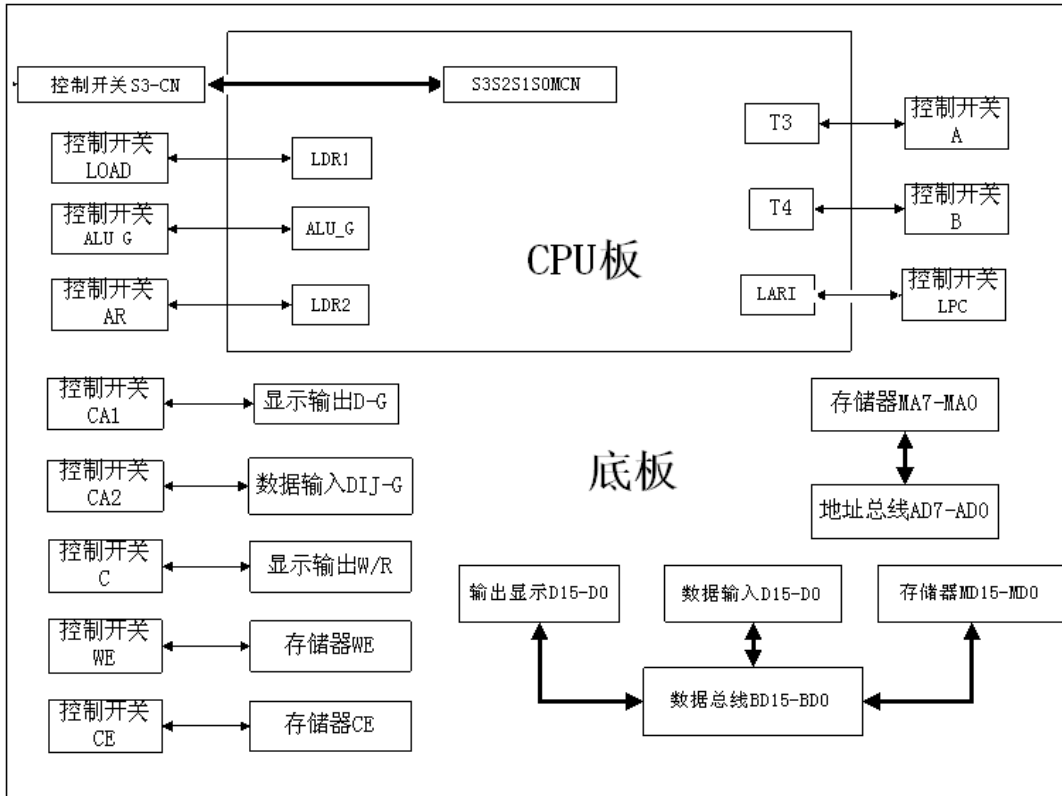 控制开关S3-CN
S3S2S1S0MCN
控制开关
LOAD
LDR1
T3
控制开关
A
控制开关
ALU G
ALU_G
T4
控制开关
B
CPU板
控制开关
AR
LDR2
LARI
控制开关
LPC
控制开关
CA1
显示输出D-G
存储器MA7-MA0
控制开关
CA2
数据输入DIJ-G
底板
地址总线AD7-AD0
控制开关
C
显示输出W/R
输出显示D15-D0
数据输入D15-D0
存储器MD15-MD0
控制开关
WE
存储器WE
数据总线BD15-BD0
控制开关
CE
存储器CE